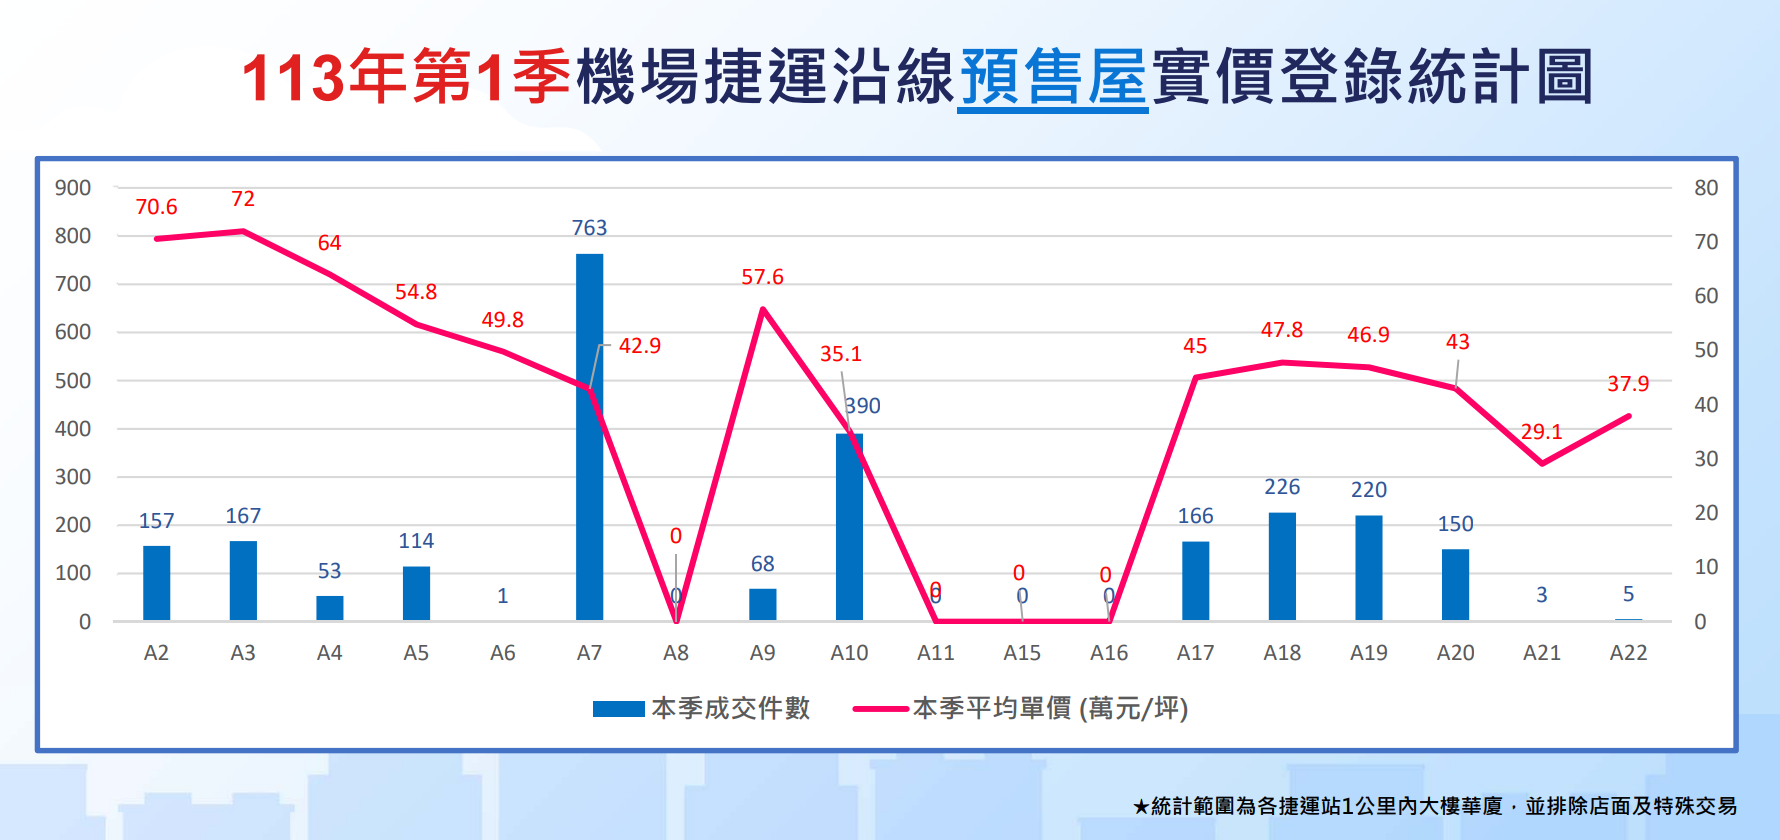 113年第1季機場捷運沿線預售屋實價登錄統計圖
900 80
800 70
700 60
600 50
500 40
400 30
300 20
200 10
100 0
0
70.6 72 64 54.8 49.8 42.9 0 57.6 35.1 0 0 0 45 47.8 46.9 43 29.1 37.9
157 167 53 114 1 763 0 68 390 0 0 0 166 226 220 150 3 5
A2 A3 A4 A5 A6 A7 A8 A9 A10 A11 A15 A16 A17 A18 A19 A20 A21 A22
本季成交件數 本季平均單價 (萬元/坪)
★統計範圍為各捷運站1公里內大樓華廈，並排除店面及特殊交易